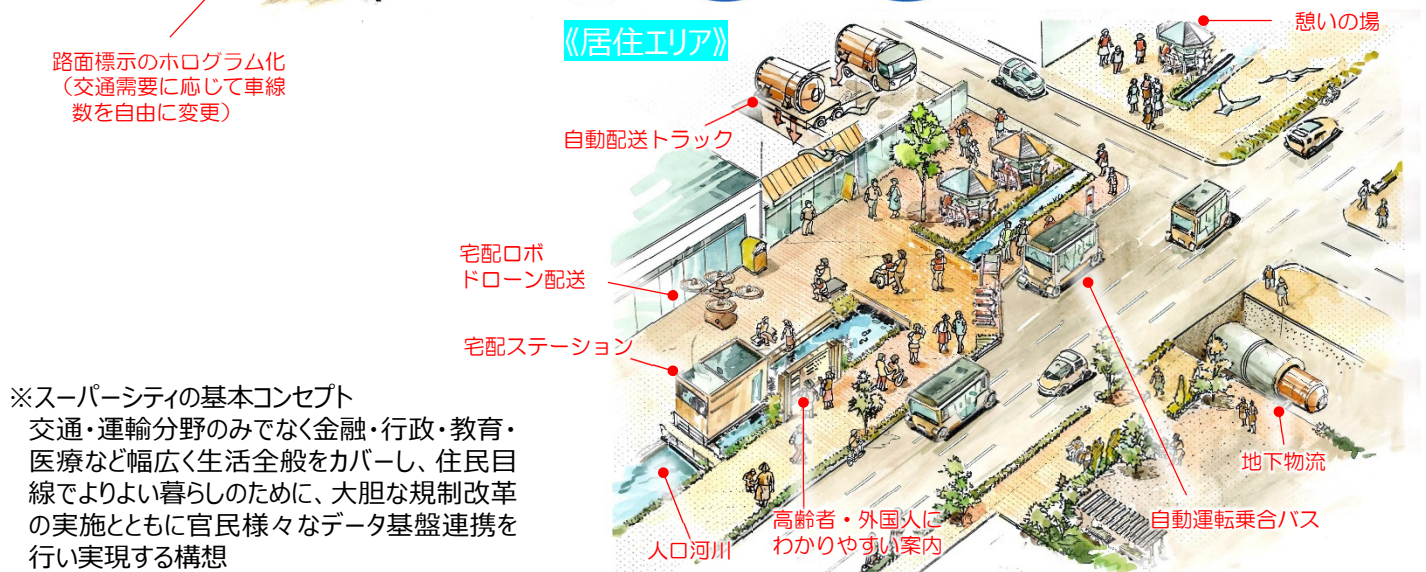 《居住エリア》
憩いの場
路面標示のホログラム化
（交通需要に応じて車線
数を自由に変更）
自動配送トラック
宅配ロボ
ドローン配送
宅配ステーション
※スーパーシティの基本コンセプト
交通・運輸分野のみでなく金融・行政・教育・
医療など幅広く生活全般をカバーし、住民目
線でよりよい暮らしのために、大胆な規制改革
の実施とともに官民様々なデータ基盤連携を
行い実現する構想
人口河川
高齢者・外国人に
わかりやすい案内
自動運転乗合バス
地下物流